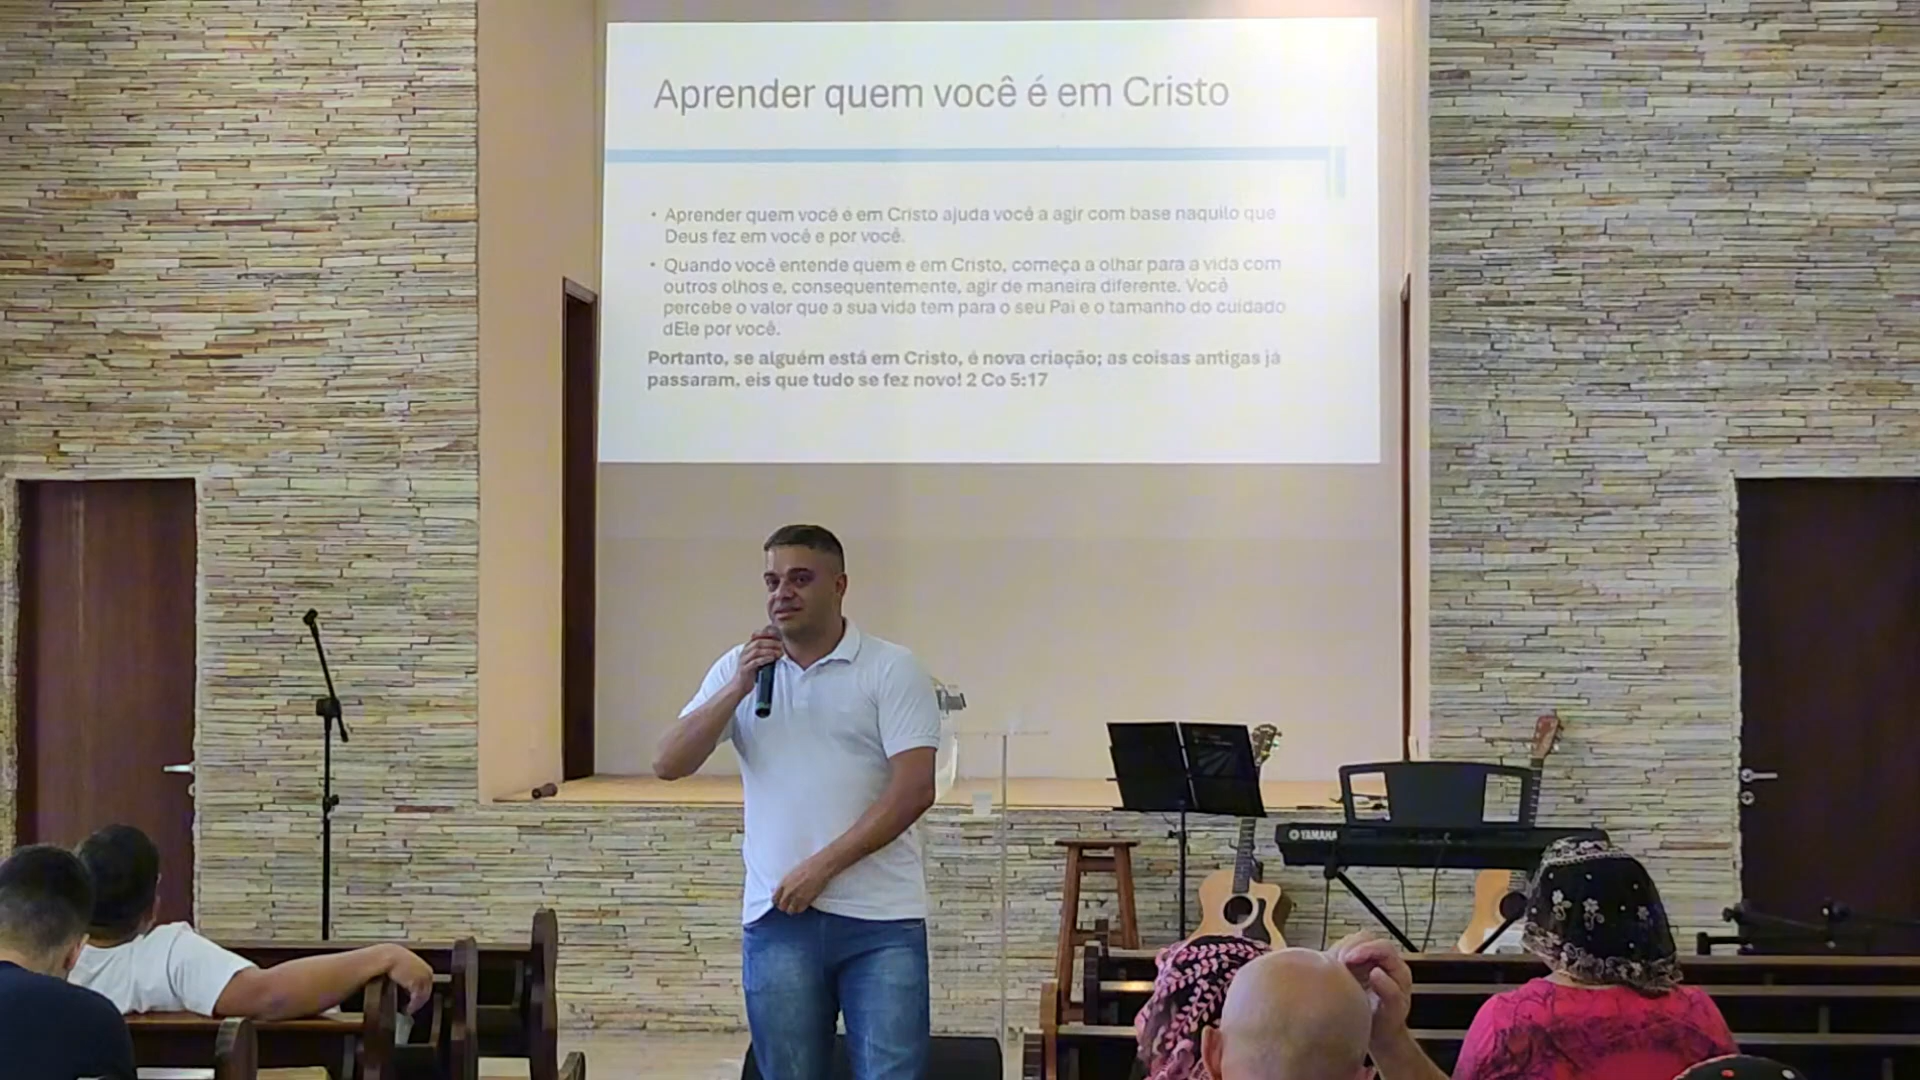 Aprender quem você é em Cristo
• Aprender quem você é em Cristo ajuda você a agir com base naquilo que
Deus fez em você e por você.
• Quando você entende quem é em Cristo, começa a olhar para a vida com
outros olhos e, consequentemente, agir de maneira diferente. Você
percebe o valor que a sua vida tem para o seu Pai e o tamanho do cuidado
dEle por você.
Portanto, se alguém está em Cristo, é nova criação; as coisas antigas já
passaram, eis que tudo se fez novo! 2 Co 5:17
YAMAHA